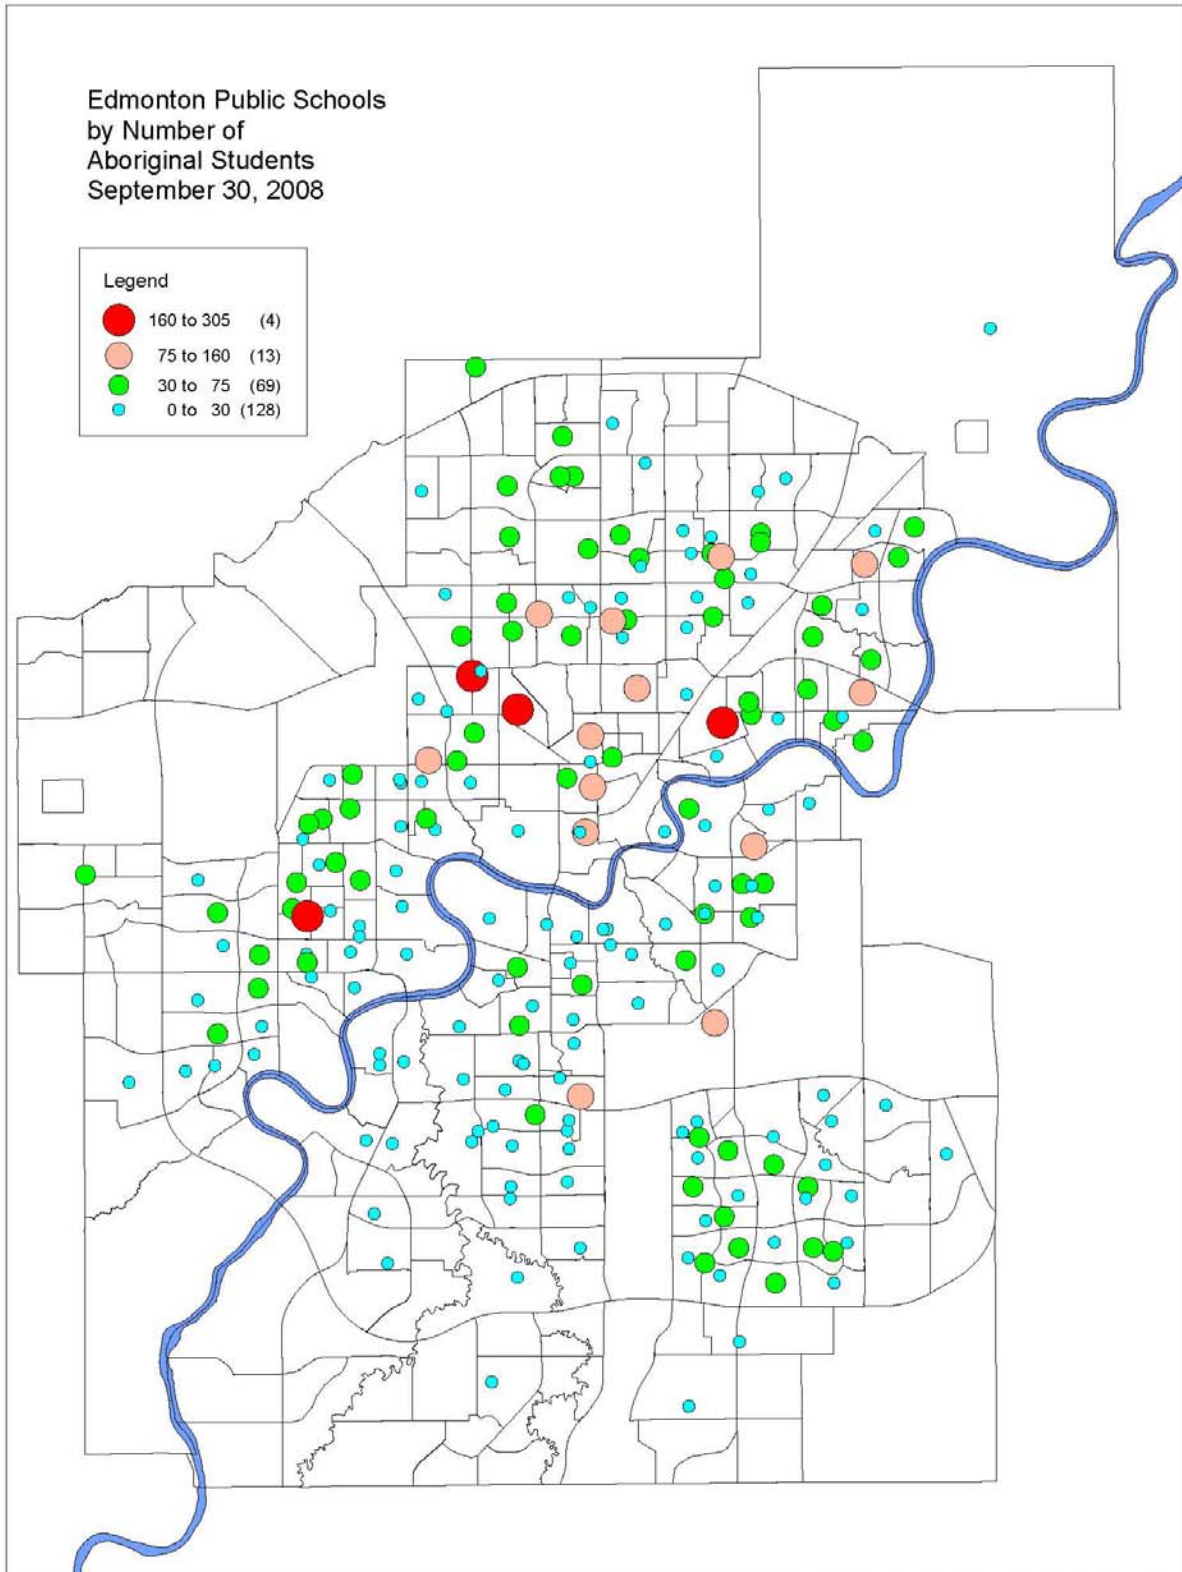 Edmonton Public Schools
by Number of
Aboriginal Students
September 30, 2008
Legend
160 to 305 (4)
75 to 160 (13)
30 to 75 (69)
0 to 30 (128)